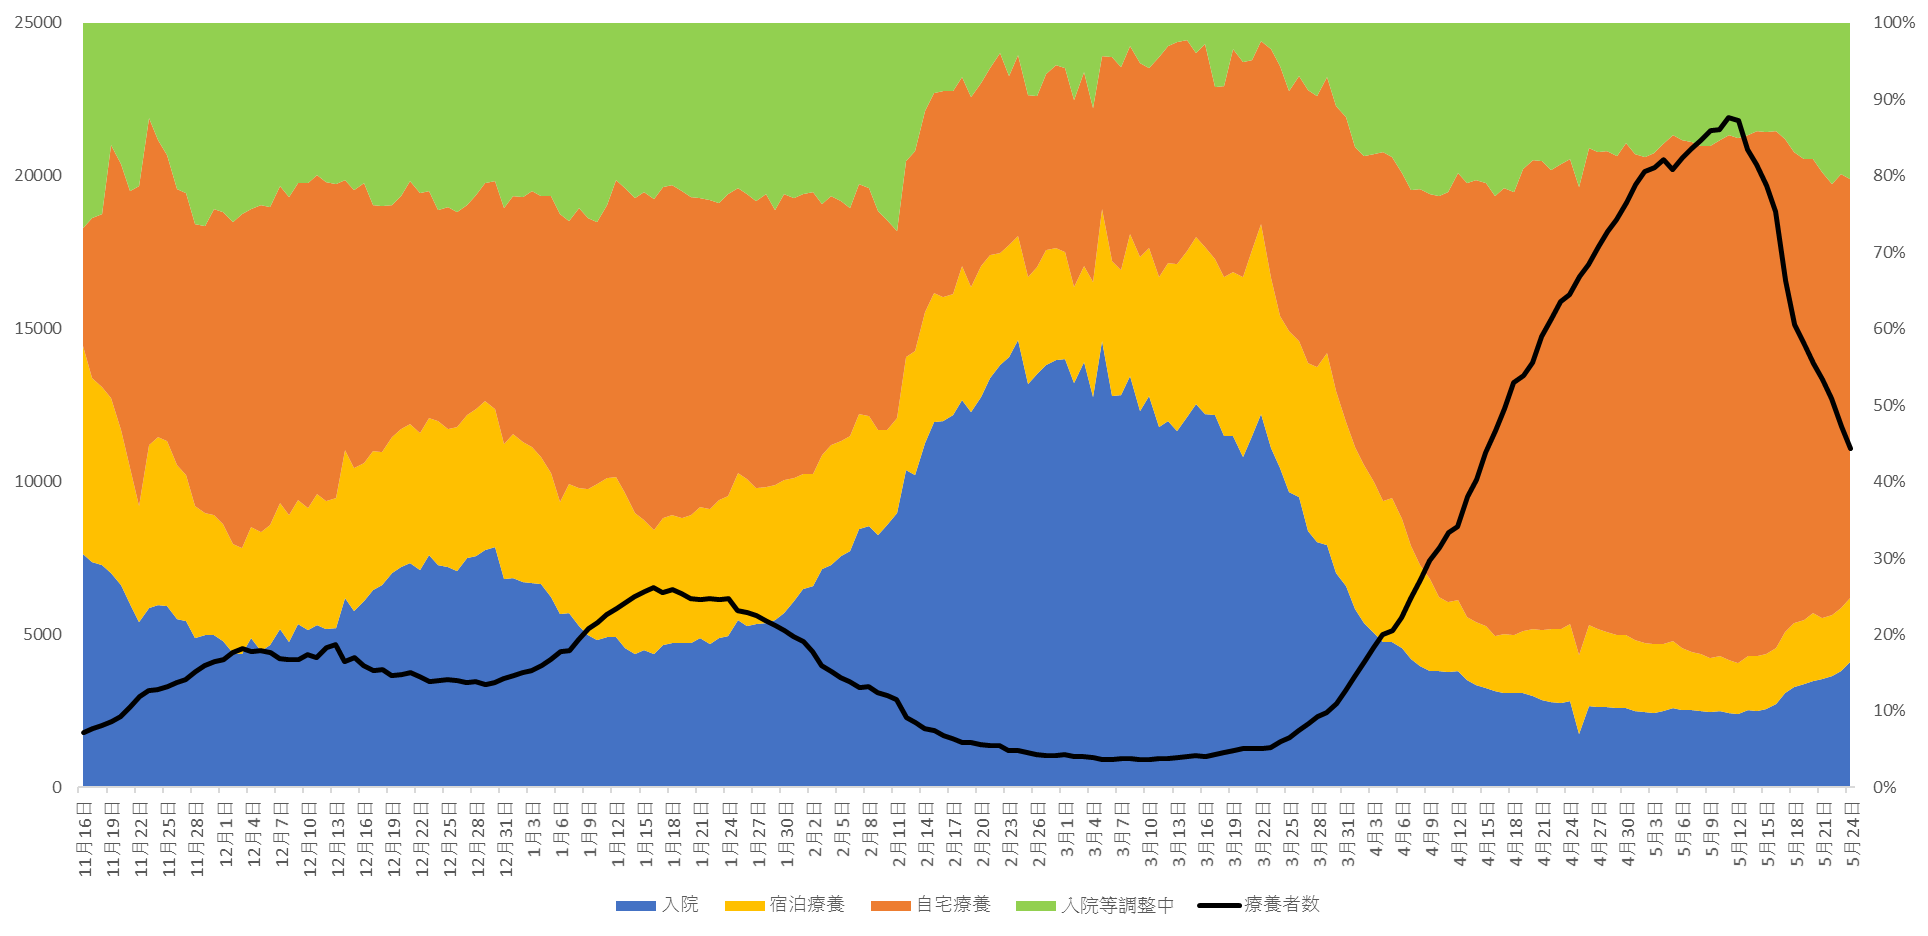 25000
20000
15000
10000
5000
0
100%
90%
80%
70%
60%
50%
40%
30%
20%
10%
0%
11月16日
11月19日
11月22日
11月25日
11月28日
12月1日
12月4日
12月7日
12月10日
12月13日
12月16日
12月19日
12月22日
12月25日
12月28日
12月31日
1月3日
1月6日
1月9日
1月12日
1月15日
1月18日
1月21日
1月24日
1月27日
1月30日
2月2日
2月5日
2月8日
2月11日
2月14日
2月17日
2月20日
2月23日
2月26日
3月1日
3月4日
3月7日
3月10日
3月13日
3月16日
3月19日
3月22日
3月25日
3月28日
3月31日
4月3日
4月6日
4月9日
4月12日
4月15日
4月18日
4月21日
4月24日
4月27日
4月30日
5月3日
5月6日
5月9日
5月12日
5月15日
5月18日
5月21日
5月24日
入院 宿泊療養 自宅療養 入院等調整中 療養者数